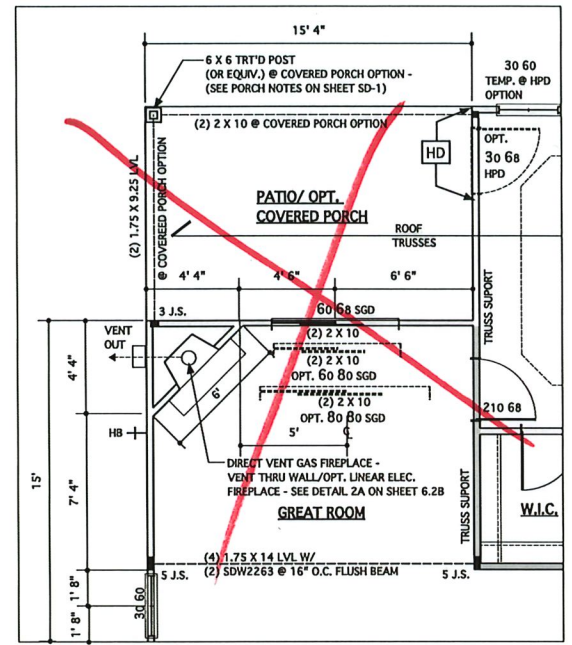 15' 4"
6 X 6 TRT'D POST
(OR EQUIV.) @ COVERED PORCH OPTION -
(SEE PORCH NOTES ON SHEET SD-1)
30 60
TEMP. @ HPD
OPTION
(2) 2 X 10 @ COVERED PORCH OPTION
HD
OPT.
30 68
HPD
(2) 1.75 X 9.25 LVL
@ COVEREED PORCH OPTION
PATIO/ OPT.
COVERED PORCH
ROOF
TRUSSES
4' 4"
4' 6"
6' 6"
TRUSS SUPORT
3 J.S.
60 68 SGD
VENT
OUT
(2) 2 X 10
(2) 2 X 10
OPT. 60 80 SGD
(2) 2 X 10
OPT. 80 80 SGD
4' 4"
6'
210 68
HB
5'
℄
DIRECT VENT GAS FIREPLACE -
VENT THRU WALL/OPT. LINEAR ELEC.
FIREPLACE - SEE DETAIL 2A ON SHEET 6.2B
15'
7' 4"
GREAT ROOM
TRUSS SUPORT
W.I.C.
(4) 1.75 X 14 LVL W/
(2) SDW2263 @ 16" O.C. FLUSH BEAM
5 J.S.
5 J.S.
1' 8"
1' 8"
30 60